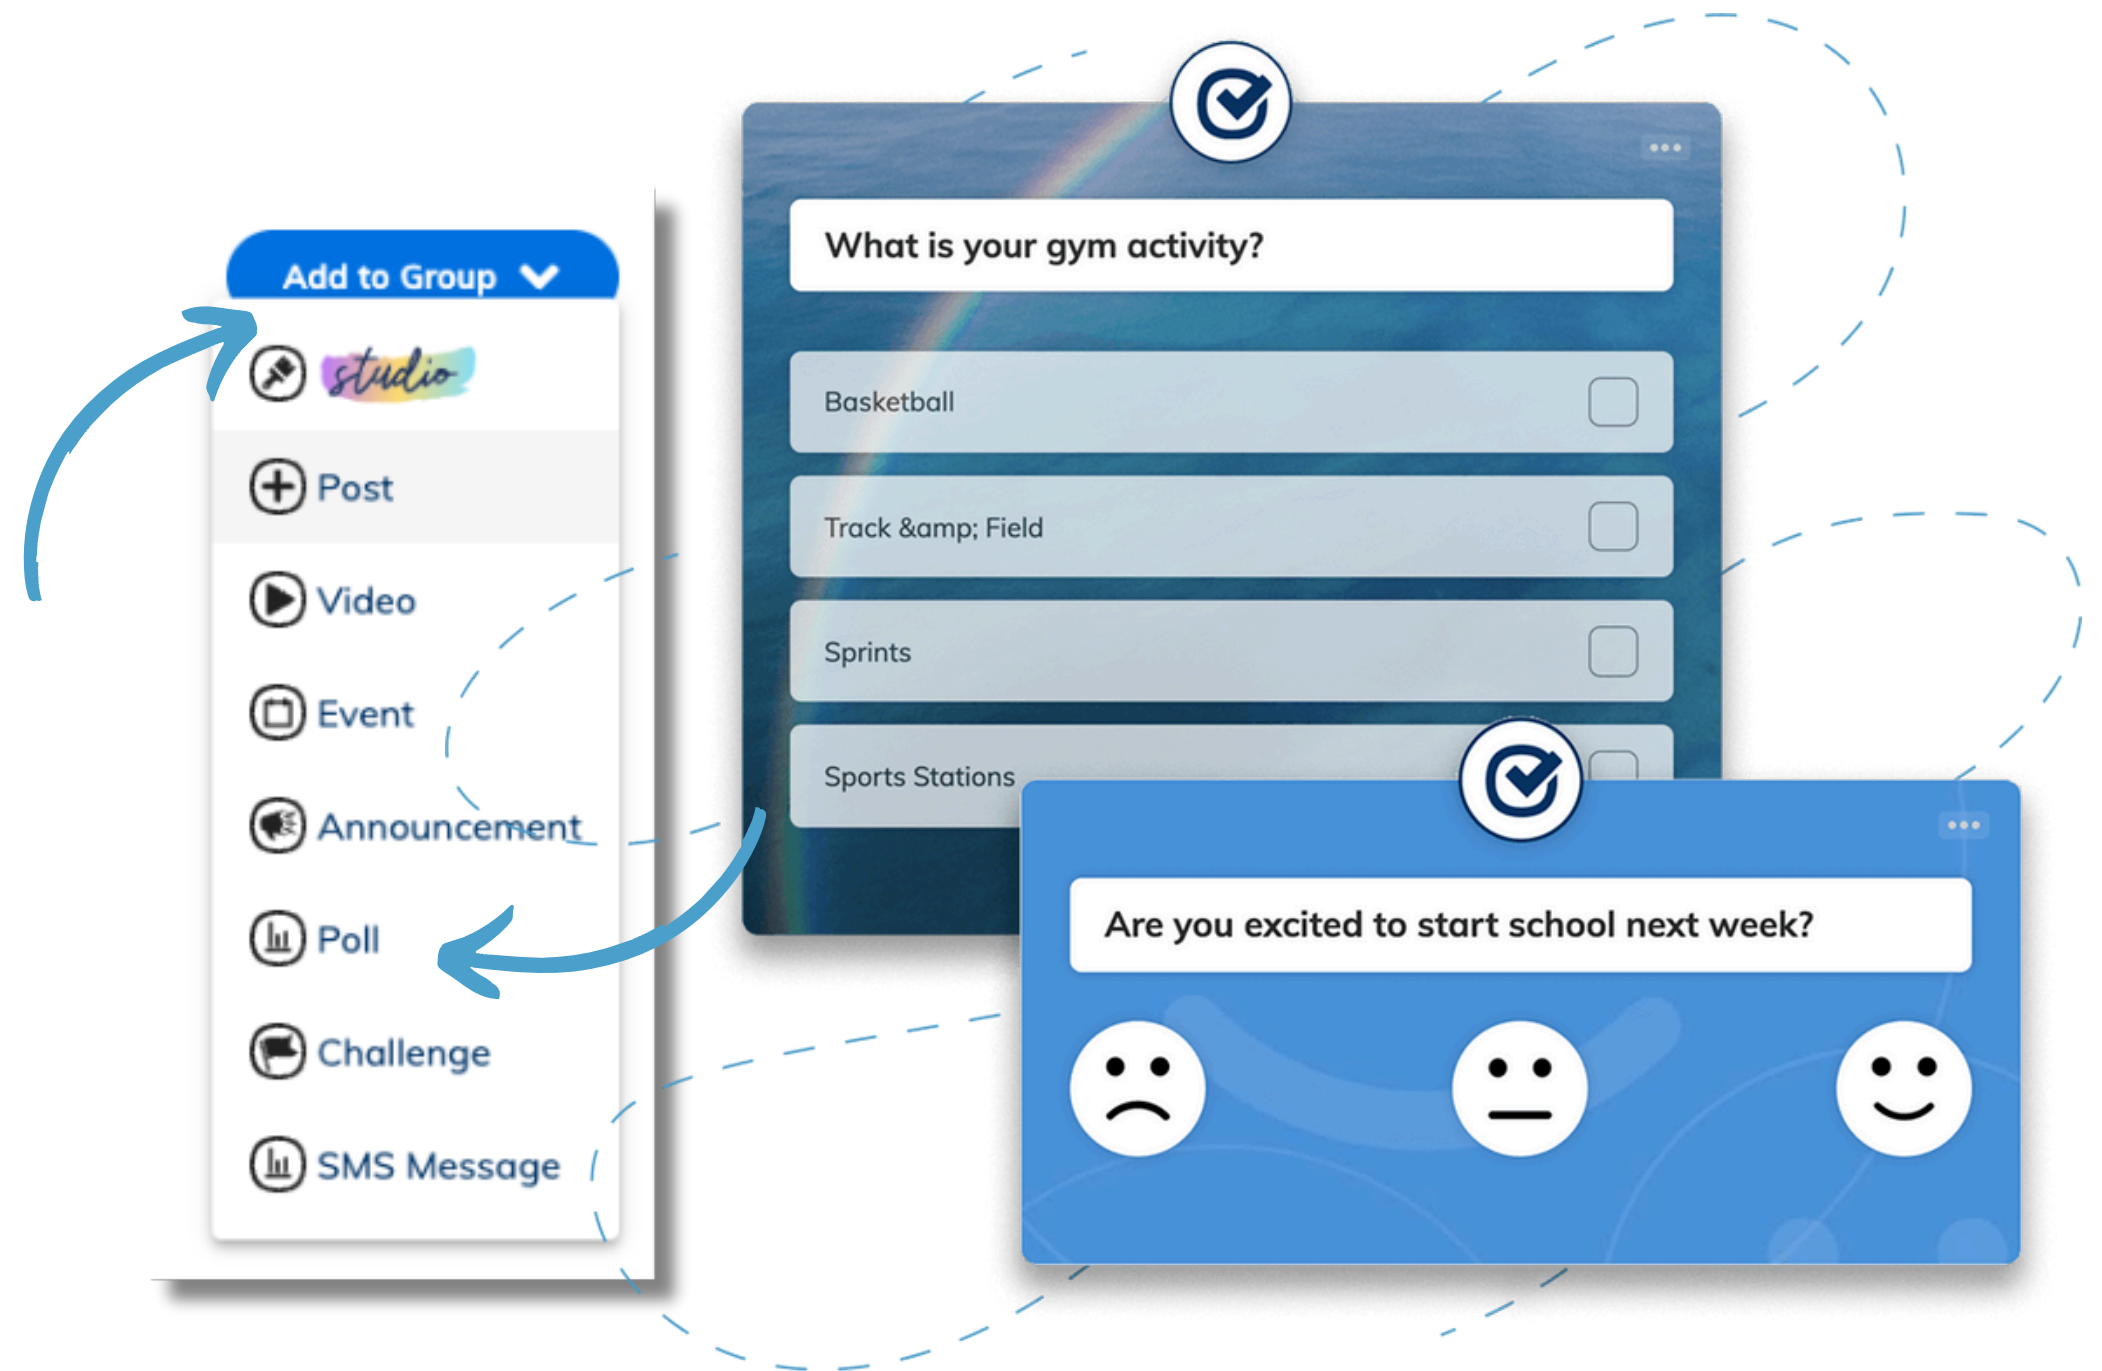 Add to Group
studio
Post
Video
Event
Announcement
Poll
Challenge
SMS Message
What is your gym activity?
Basketball
Track &amp; Field
Sprints
Sports Stations
Are you excited to start school next week?